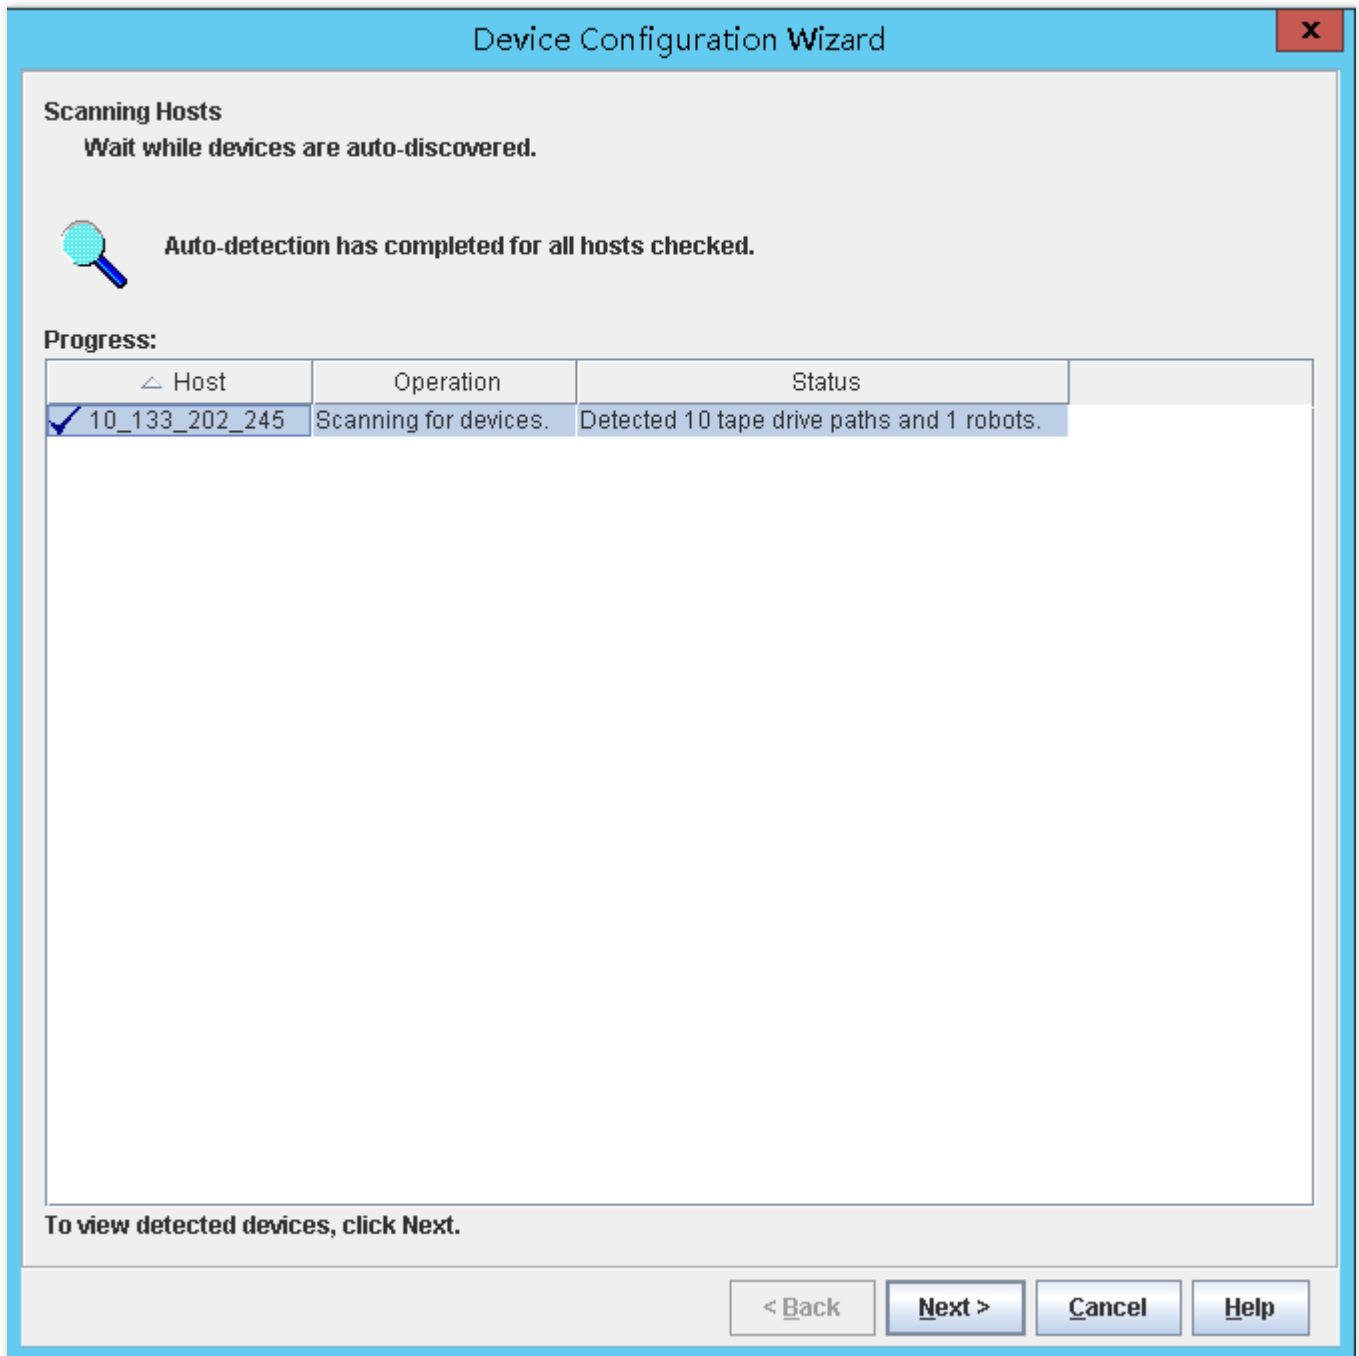 Device Configuration Wizard
x
Scanning Hosts
Wait while devices are auto-discovered.
Auto-detection has completed for all hosts checked.
Progress:
Host Operation Status
10_133_202_245 Scanning for devices. Detected 10 tape drive paths and 1 robots.
To view detected devices, click Next.
< Back Next > Cancel Help